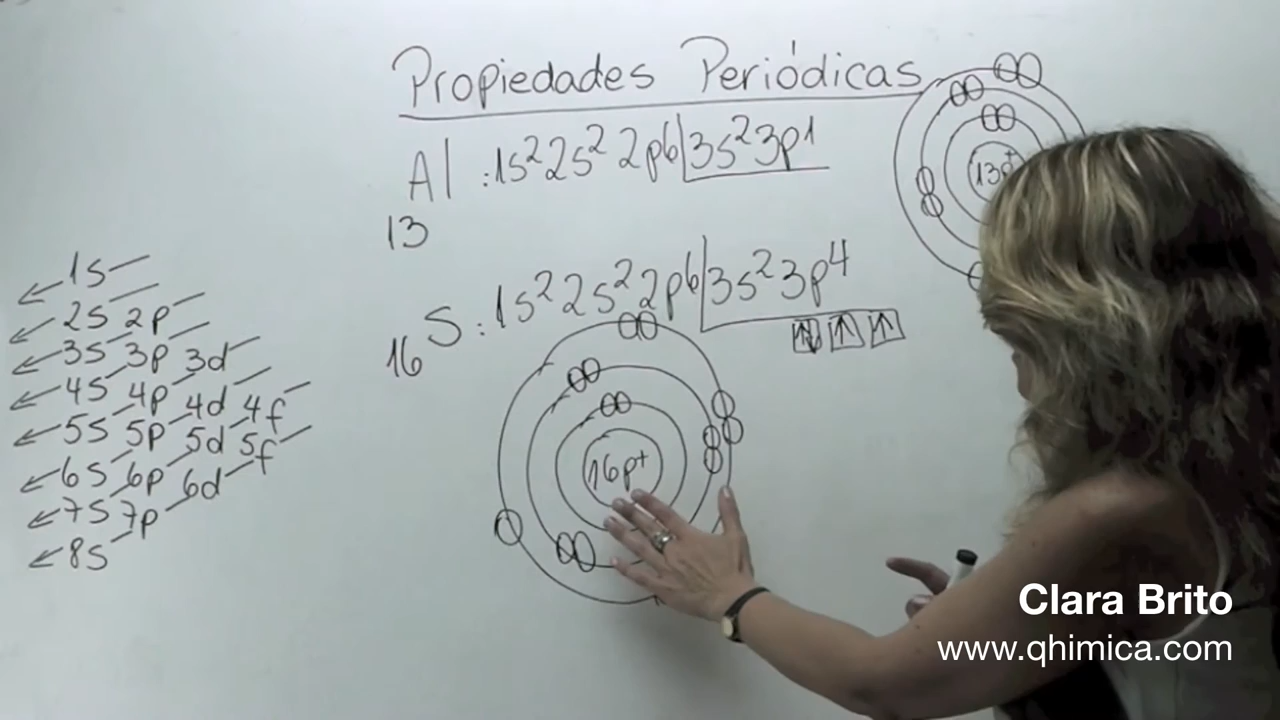 Propiedades Periódicas
Al : 1s² 2s² 2p6 3s² 3p1
13
13p+
16 S : 1s² 2s² 2p6 3s² 3p4
16p+
1s
2s 2p
3s 3p 3d
4s 4p 4d 4f
5s 5p 5d 5f
6s 6p 6d
7s 7p
8s
Clara Brito
www.qhimica.com